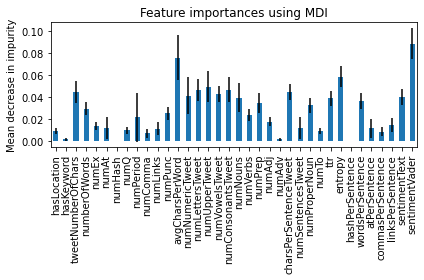 Feature importances using MDI
Mean decrease in impurity
0.10
0.08
0.06
0.04
0.02
0.00
hasLocation
hasKeyword
tweetNumberOfChars
numberOfWords
numEx
numAt
numHash
numQ
numPeriod
numComma
numLinks
numPunc
avgCharsPerWord
numNumericTweet
numLettersTweet
numUpperTweet
numVowelsTweet
numConsonantsTweet
numNouns
numVerbs
numPrep
numAdj
numAdv
charsPerSentenceTweet
numSentencesTweet
numProperNoun
numTo
ttr
entropy
hashPerSentence
wordsPerSentence
atPerSentence
commasPerSentence
linksPerSentence
sentimentText
sentimentVader